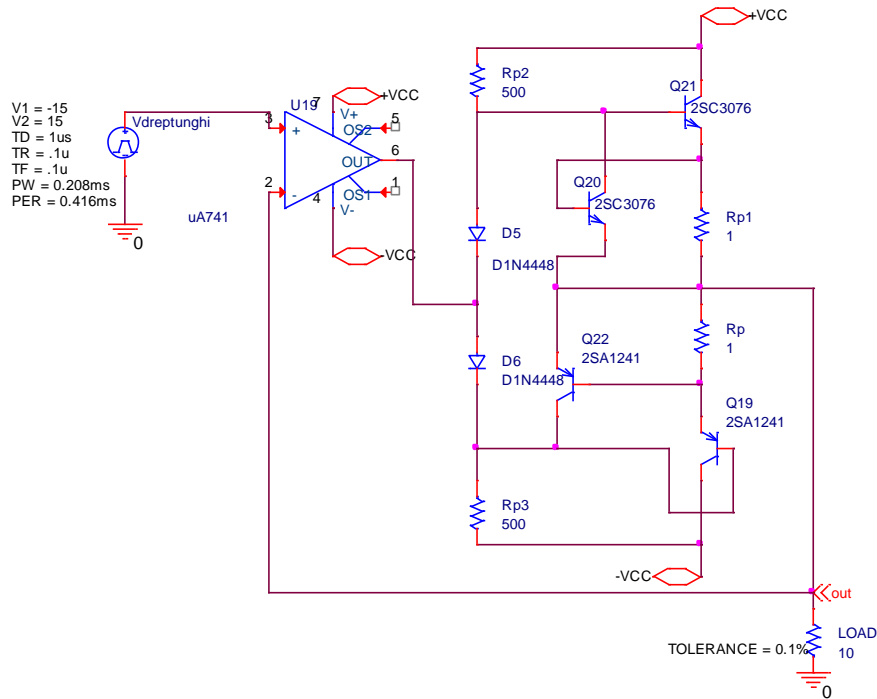 +VCC
Rp2
500
Q21
2SC3076
V1 = -15
V2 = 15
TD = 1us
TR = .1u
TF = .1u
PW = 0.208ms
PER = 0.416ms
Vdreptunghi
0
U19
7
+VCC
3
+
V+
OS2
5
OUT
6
2
-
OS1
1
4
V-
uA741
-VCC
Q20
2SC3076
Rp1
1
D5
D1N4448
Rp
1
Q22
2SA1241
D6
D1N4448
Q19
2SA1241
Rp3
500
-VCC
out
LOAD
10
TOLERANCE = 0.1%
0